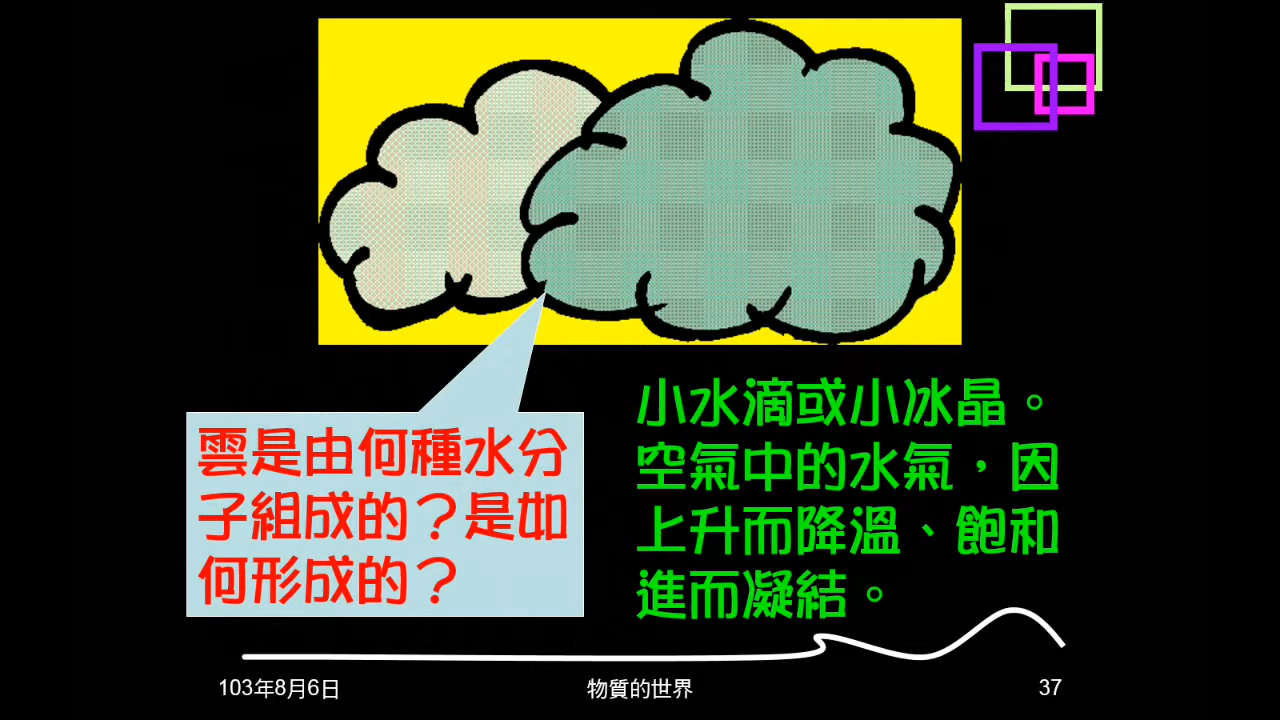 雲是由何種水分
子組成的？是如
何形成的？
小水滴或小冰晶。
空氣中的水氣，因
上升而降溫、飽和
進而凝結。
103年8月6日
物質的世界
37